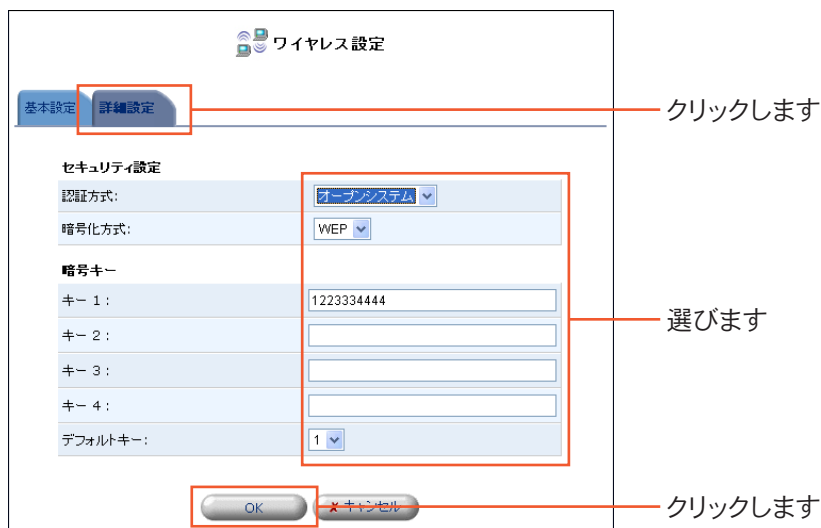 ワイヤレス設定
基本設定 詳細設定
クリックします
セキュリティ設定
認証方式: オープンシステム
暗号化方式: WEP
暗号キー
キー 1 : 1223334444
キー 2 :
選びます
キー 3 :
キー 4 :
デフォルトキー: 1
OK ✘キャンセル
クリックします